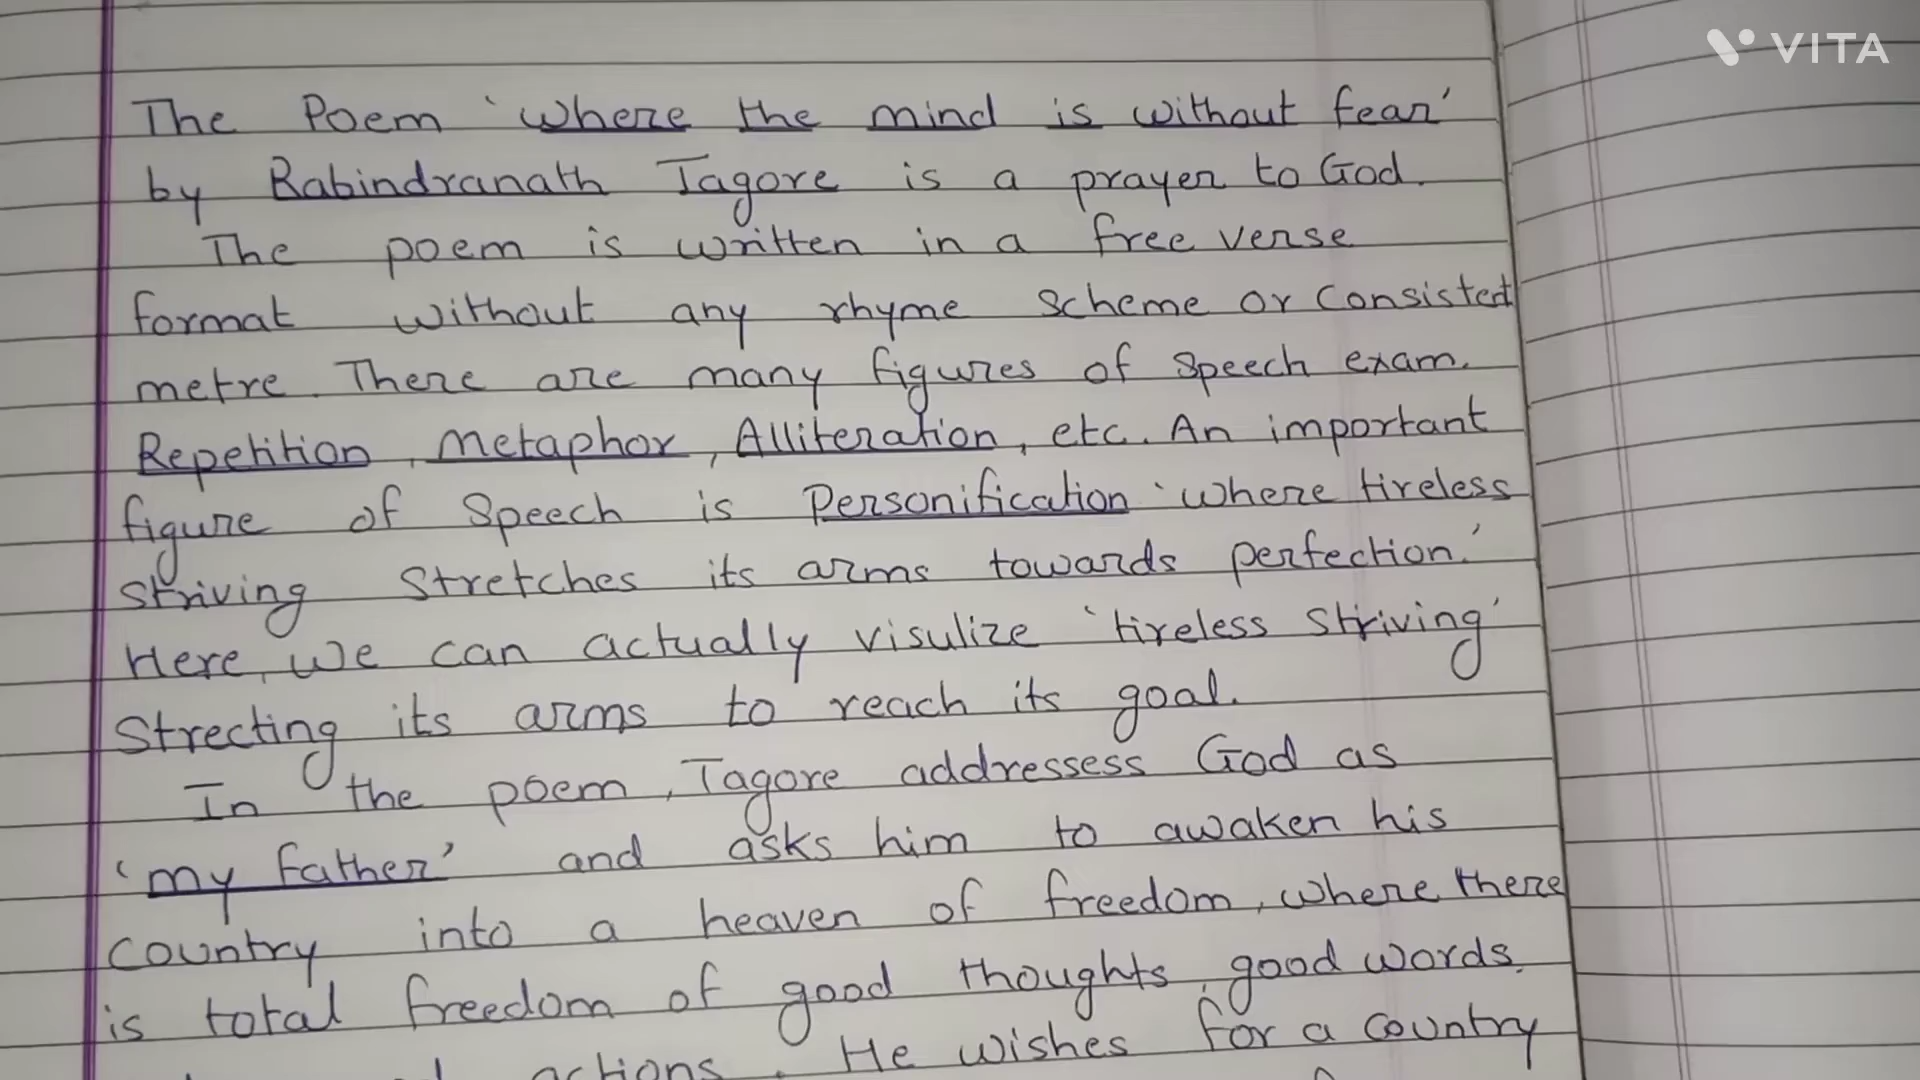 VITA
The Poem 'where the mind is without fear'
by Rabindranath Tagore is a prayer to God.
The poem is written in a free verse
format without any rhyme scheme or consistent
metre. There are many figures of speech exam.
Repetition, Metaphor, Alliteration, etc. An important
figure of speech is Personification 'where tireless
striving stretches its arms towards perfection.'
Here, we can actually visulize 'tireless striving'
strecting its arms to reach its goal.
In the poem, Tagore addressess God as
'my father' and asks him to awaken his
country into a heaven of freedom, where there
is total freedom of good thoughts, good words,
actions. He wishes for a country